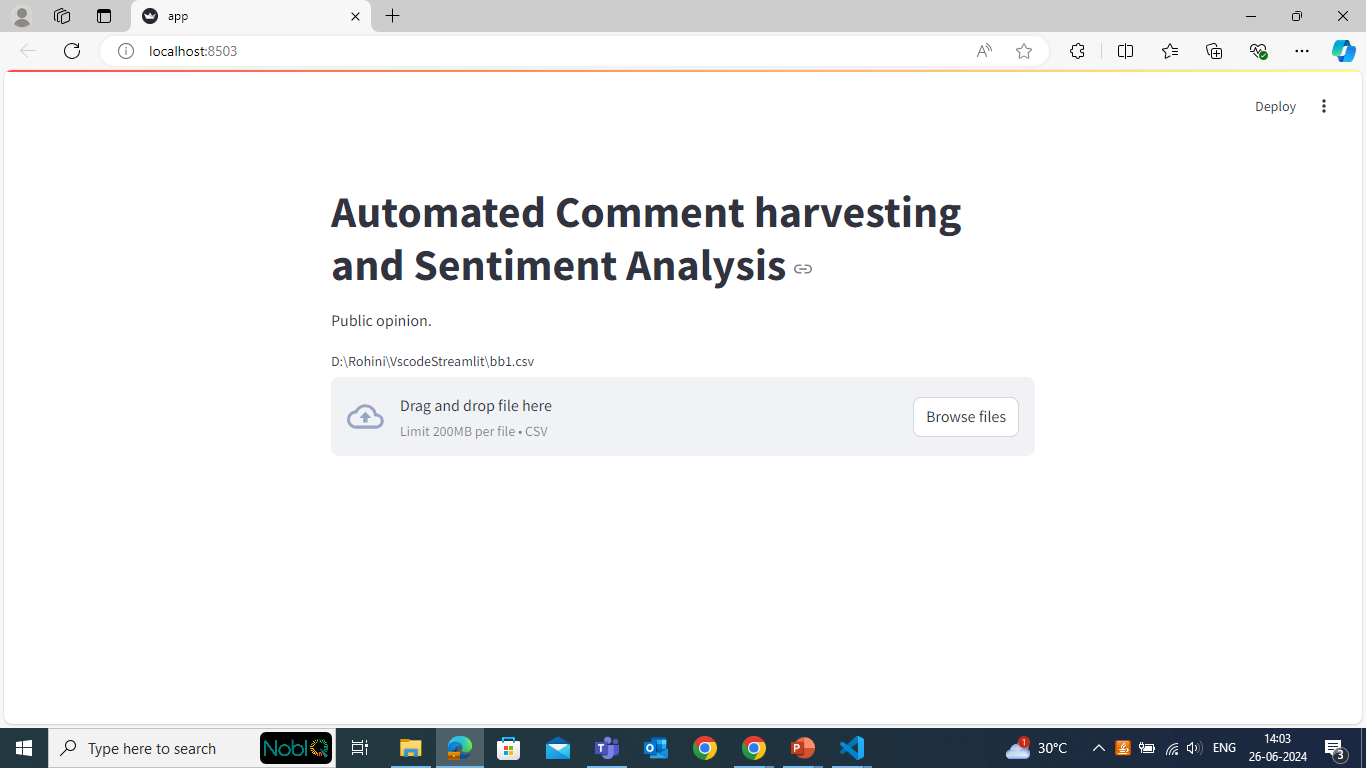 app
localhost:8503
Deploy
Automated Comment harvesting
and Sentiment Analysis
Public opinion.
D:\Rohini\VscodeStreamlit\bb1.csv
Drag and drop file here
Limit 200MB per file • CSV
Browse files
Type here to search
NoblQ
1
30°C
ENG
14:03
26-06-2024
3